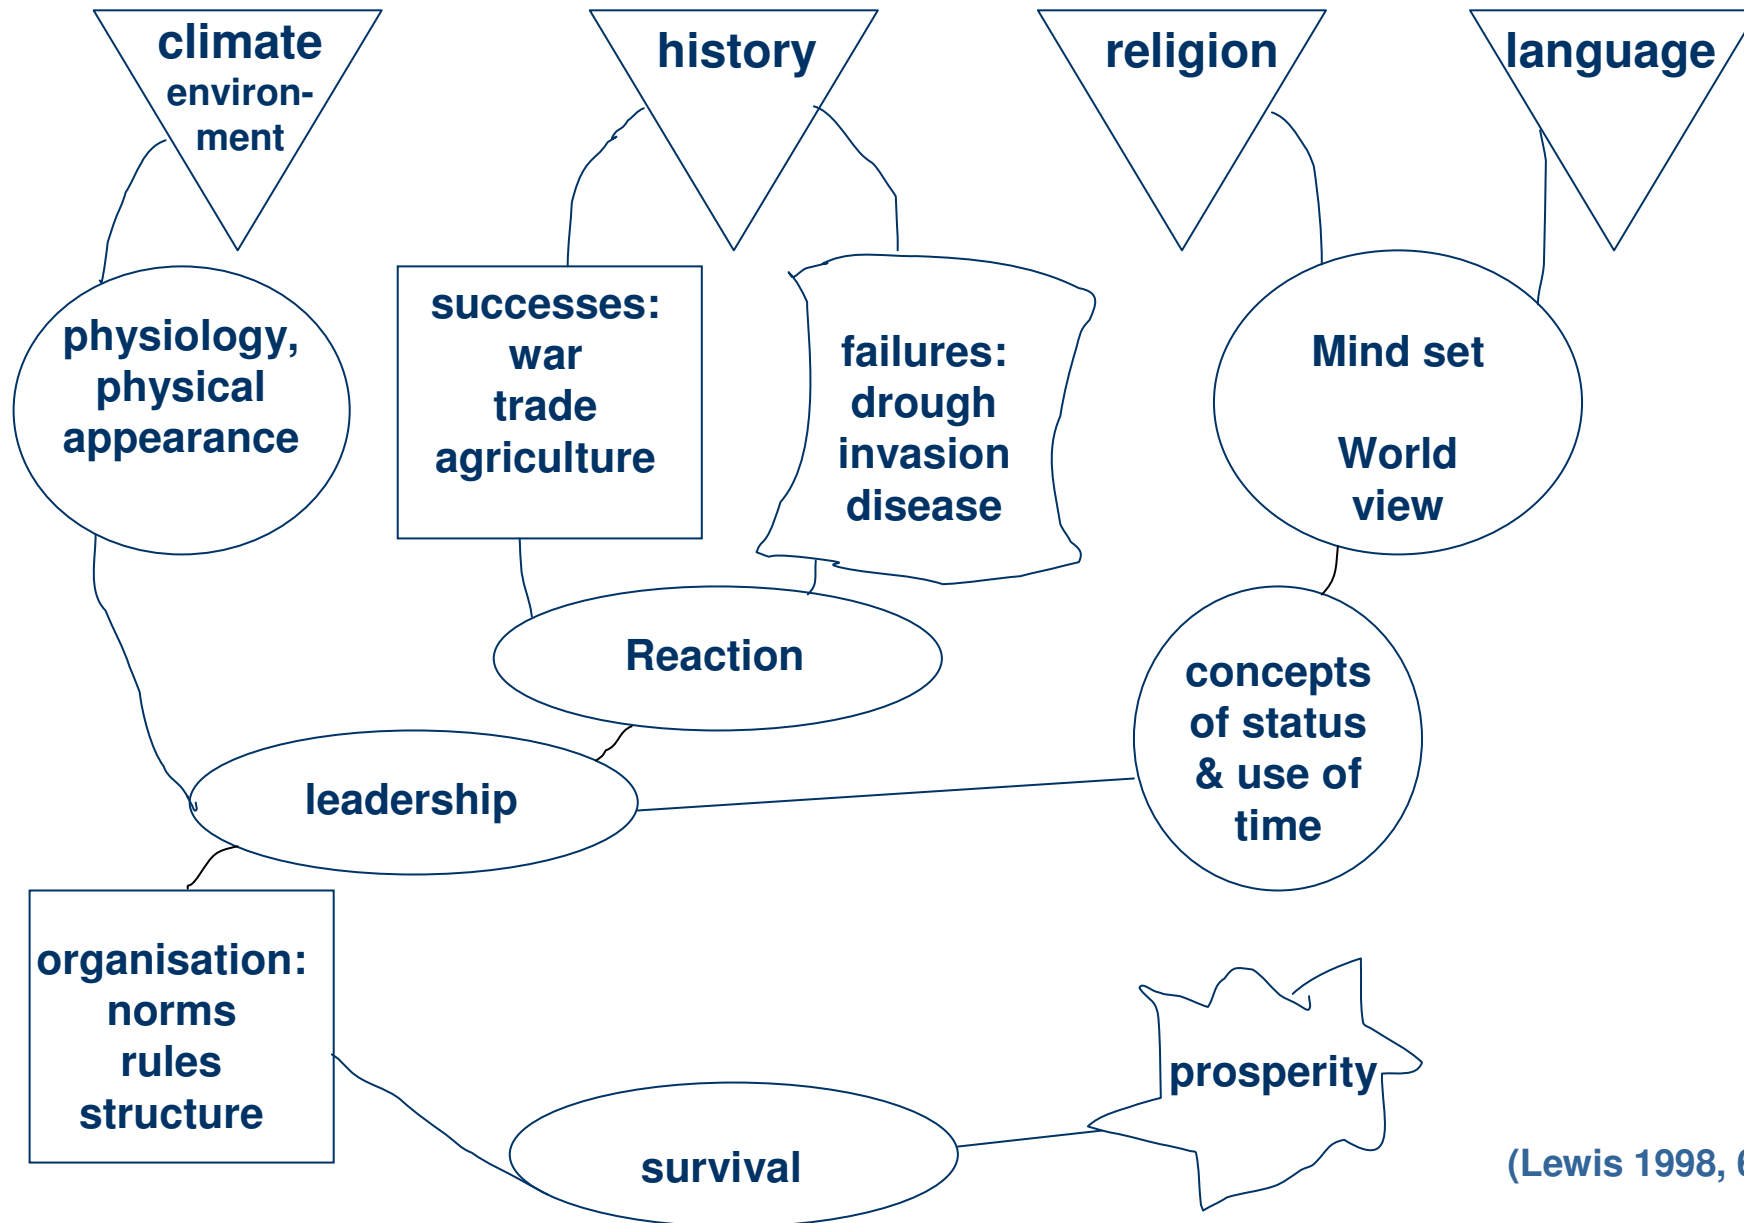 climate
environ-
ment
history
religion
language
physiology,
physical
appearance
successes:
war
trade
agriculture
failures:
drough
invasion
disease
Mind set
World
view
Reaction
concepts
of status
& use of
time
leadership
organisation:
norms
rules
structure
survival
prosperity
(Lewis 1998,